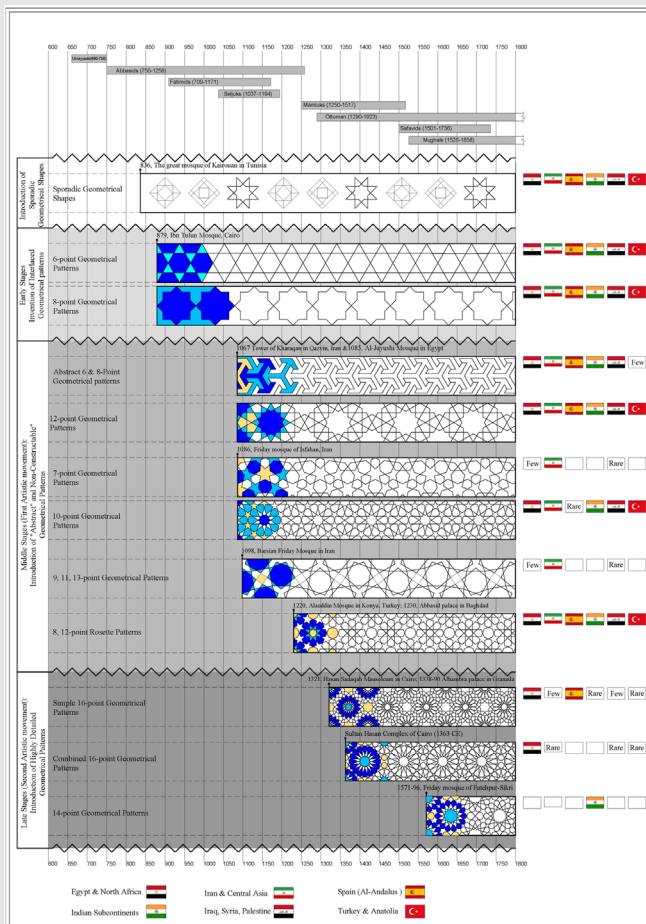 600 650 700 750 800 850 900 950 1000 1050 1100 1150 1200 1250 1300 1350 1400 1450 1500 1550 1600 1650 1700 1750 1800
Abbasids (750-1258)
Fatimids (709-1171)
Seljuks (1037-1194)
Mamluks (1250-1517)
Ottoman (1290-1923)
Safavids (1501-1736)
Mughals (1526-1858)
Introduction of
Sporadic
Geometrical Shapes
836, The great mosque of Kairouan in Tunisia
Sporadic Geometrical
Shapes
Early Stages
Invention of Interlaced
Geometrical patterns
879, Ibn Tulun Mosque, Cairo
6-point Geometrical
Patterns
8-point Geometrical
Patterns
Middle Stages (First Artistic movement):
Introduction of "Abstract" and Non-Constructable"
Geometrical Patterns
1067 Tower of Kharaqan in Qazvin, Iran &1085, Al-Juyushi Mosque in Egypt
Abstract 6 & 8-Point
Geometrical patterns
Few
12-point Geometrical
Patterns
1086, Friday mosque of Isfahan, Iran
7-point Geometrical
Patterns
Few Rare
10-point Geometrical
Patterns
Rare
1098, Barsian Friday Mosque in Iran
9, 11, 13-point Geometrical Patterns
Few Rare
1220, Alaeddin Mosque in Konya, Turkey; 1230, Abbasid palace in Baghdad
8, 12-point Rosette Patterns
Late Stages (Second Artistic movement):
Introduction of Highly Detailed
Geometrical Patterns
1321, Hasan Sadaqah Mausoleum in Cairo; 1338-90 Alhambra palace in Granada
Simple 16-point Geometrical
Patterns
Few Rare Few Rare
Sultan Hasan Complex of Cairo (1363 CE)
Combined 16-point Geometrical
Patterns
Rare Rare Rare
1571-96, Friday mosque of Fatehpur-Sikri
14-point Geometrical Patterns
600 650 700 750 800 850 900 950 1000 1050 1100 1150 1200 1250 1300 1350 1400 1450 1500 1550 1600 1650 1700 1750 1800
Egypt & North Africa Iran & Central Asia Spain (Al-Andalus )
Indian Subcontinents Iraq, Syria, Palestine Turkey & Anatolia